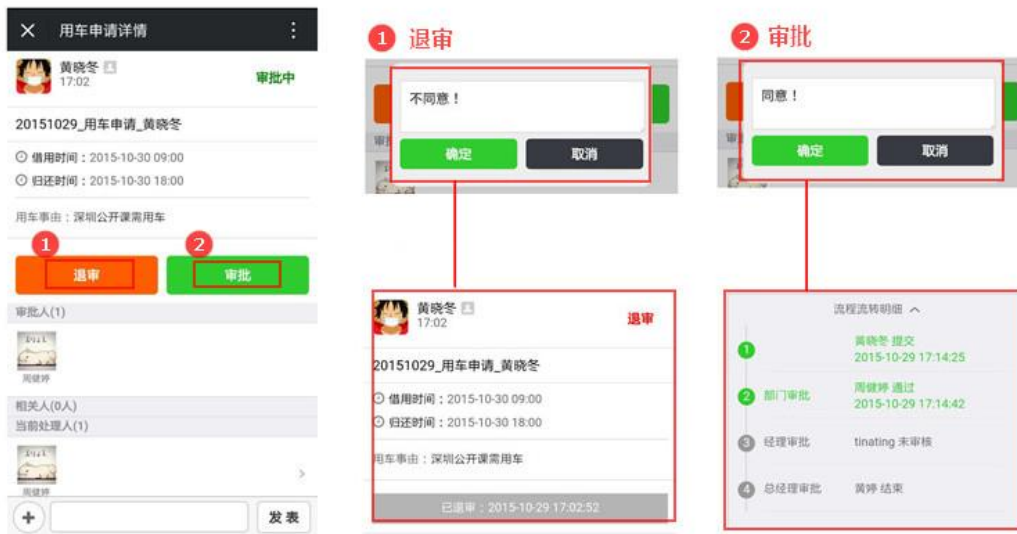 用车申请详情
黄晓冬
17:02
审批中
20151029_用车申请_黄晓冬
借用时间：2015-10-30 09:00
归还时间：2015-10-30 18:00
用车事由：深圳公开课需用车
1
2
退审
审批
审批人(1)
周健婷
相关人(0人)
当前处理人(1)
周健婷
发表
1 退审
不同意！
确定
取消
黄晓冬
17:02
退审
20151029_用车申请_黄晓冬
借用时间：2015-10-30 09:00
归还时间：2015-10-30 18:00
用车事由：深圳公开课需用车
已退审：2015-10-29 17:02:52
2 审批
同意！
确定
取消
流程流转明细
1
黄晓冬 提交
2015-10-29 17:14:25
2 部门审批
周健婷 通过
2015-10-29 17:14:42
3 经理审批
tinating 未审核
4 总经理审批
黄婷 结束